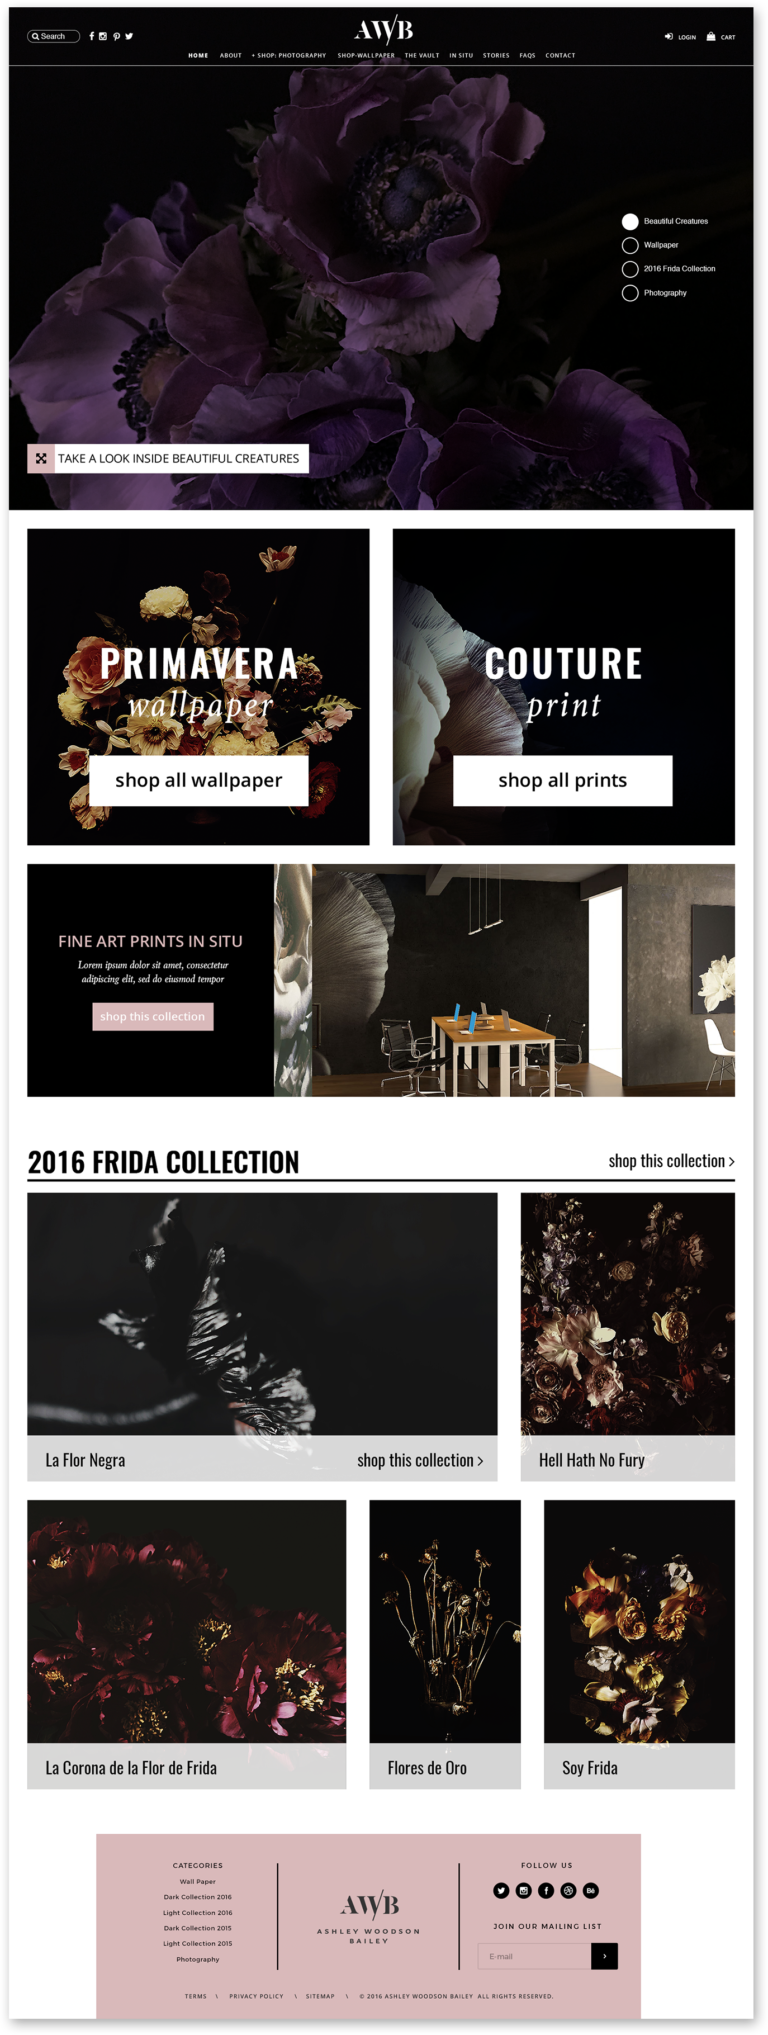 Search
AWB
LOGIN
CART
HOME ABOUT + SHOP: PHOTOGRAPHY SHOP-WALLPAPER THE VAULT IN SITU STORIES FAQS CONTACT
Beautiful Creatures
Wallpaper
2016 Frida Collection
Photography
TAKE A LOOK INSIDE BEAUTIFUL CREATURES
PRIMAVERA
wallpaper
shop all wallpaper
COUTURE
print
shop all prints
FINE ART PRINTS IN SITU
Lorem ipsum dolor sit amet, consectetur
adipiscing elit, sed do eiusmod tempor
shop this collection
2016 FRIDA COLLECTION
shop this collection >
La Flor Negra
shop this collection >
Hell Hath No Fury
La Corona de la Flor de Frida
Flores de Oro
Soy Frida
CATEGORIES
Wall Paper
Dark Collection 2016
Light Collection 2016
Dark Collection 2015
Light Collection 2015
Photography
AWB
ASHLEY WOODSON
BAILEY
FOLLOW US
Bē
JOIN OUR MAILING LIST
E-mail
>
TERMS \ PRIVACY POLICY \ SITEMAP \ © 2016 ASHLEY WOODSON BAILEY ALL RIGHTS RESERVED.